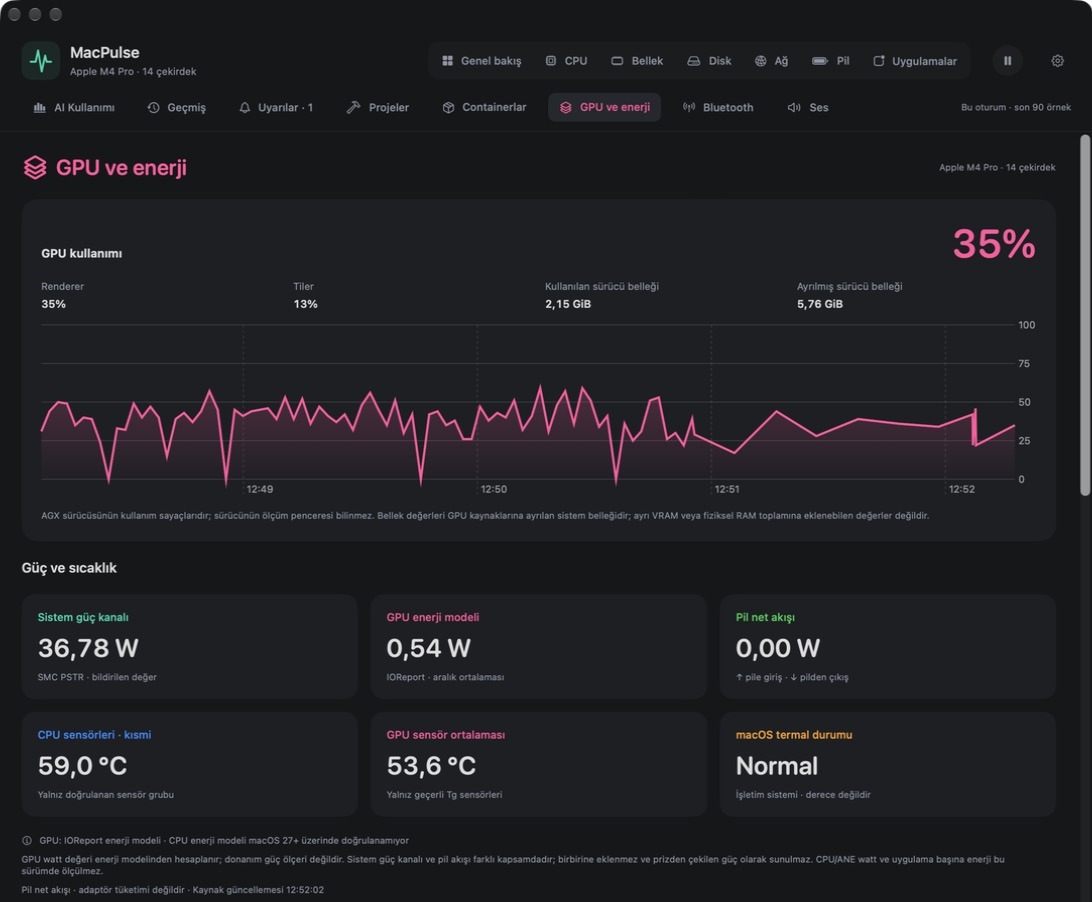 MacPulse
Apple M4 Pro · 14 çekirdek
Genel bakış
CPU
Bellek
Disk
Ağ
Pil
Uygulamalar
AI Kullanımı
Geçmiş
Uyarılar · 1
Projeler
Containerlar
GPU ve enerji
Bluetooth
Ses
Bu oturum · son 90 örnek
GPU ve enerji
Apple M4 Pro · 14 çekirdek
GPU kullanımı
35%
Renderer
35%
Tiler
13%
Kullanılan sürücü belleği
2,15 GiB
Ayrılmış sürücü belleği
5,76 GiB
100
75
50
25
0
12:49
12:50
12:51
12:52
AGX sürücüsünün kullanım sayaçlarıdır; sürücünün ölçüm penceresi bilinmez. Bellek değerleri GPU kaynaklarına ayrılan sistem belleğidir; ayrı VRAM veya fiziksel RAM toplamına eklenebilen değerler değildir.
Güç ve sıcaklık
Sistem güç kanalı
36,78 W
SMC PSTR · bildirilen değer
GPU enerji modeli
0,54 W
IOReport · aralık ortalaması
Pil net akışı
0,00 W
↑ pile giriş · ↓ pilden çıkış
CPU sensörleri · kısmi
59,0 °C
Yalnız doğrulanan sensör grubu
GPU sensör ortalaması
53,6 °C
Yalnız geçerli Tg sensörleri
macOS termal durumu
Normal
İşletim sistemi · derece değildir
GPU: IOReport enerji modeli · CPU enerji modeli macOS 27+ üzerinde doğrulanamıyor
GPU watt değeri enerji modelinden hesaplanır; donanım güç ölçeri değildir. Sistem güç kanalı ve pil akışı farklı kapsamdadır; birbirine eklenmez ve prizden çekilen güç olarak sunulmaz. CPU/ANE watt ve uygulama başına enerji bu
sürümde ölçülmez.
Pil net akışı · adaptör tüketimi değildir · Kaynak güncellemesi 12:52:02